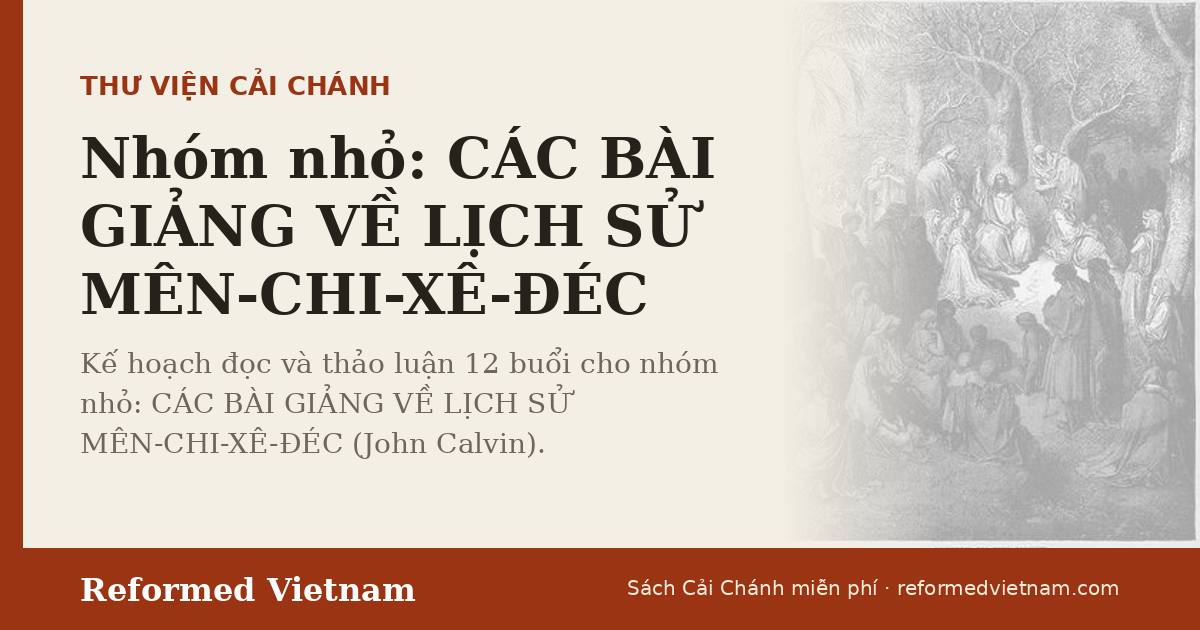 THƯ VIỆN CẢI CHÁNH
Nhóm nhỏ: CÁC BÀI
GIẢNG VỀ LỊCH SỬ
MÊN-CHI-XÊ-ĐÉC
Kế hoạch đọc và thảo luận 12 buổi cho nhóm
nhỏ: CÁC BÀI GIẢNG VỀ LỊCH SỬ
MÊN-CHI-XÊ-ĐÉC (John Calvin).
Reformed Vietnam
Sách Cải Chánh miễn phí · reformedvietnam.com